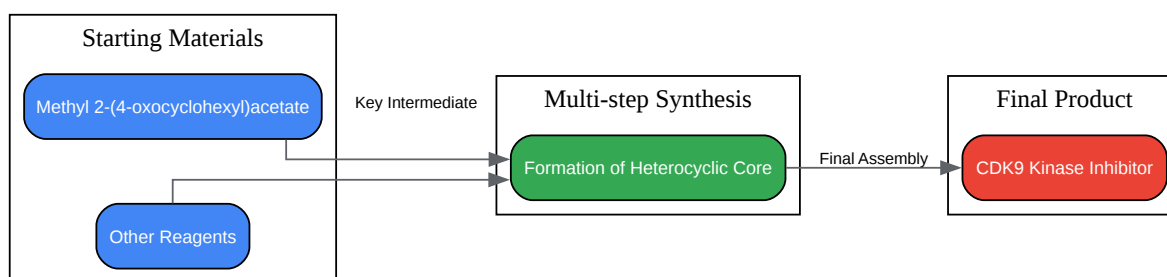 Starting Materials
Methyl 2-(4-oxocyclohexyl)acetate
Other Reagents
Key Intermediate
Multi-step Synthesis
Formation of Heterocyclic Core
Final Assembly
Final Product
CDK9 Kinase Inhibitor